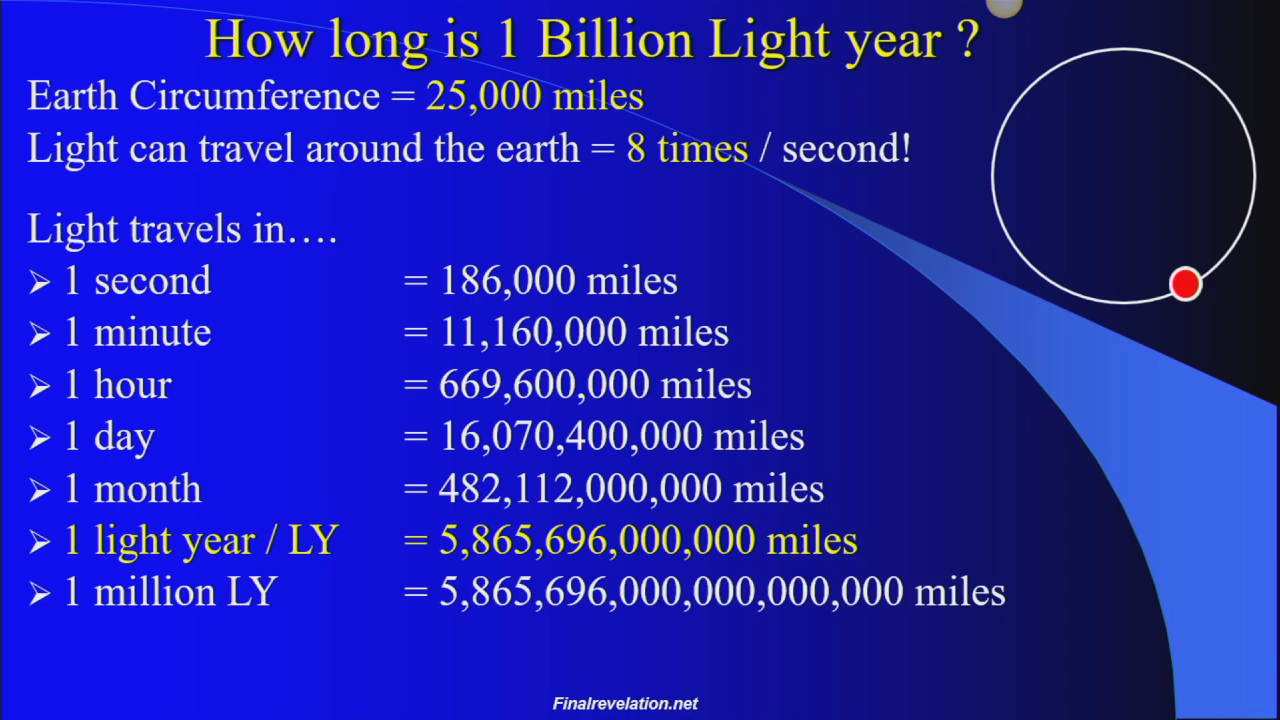 How long is 1 Billion Light year ?
Earth Circumference = 25,000 miles
Light can travel around the earth = 8 times / second!
Light travels in….
➢ 1 second = 186,000 miles
➢ 1 minute = 11,160,000 miles
➢ 1 hour = 669,600,000 miles
➢ 1 day = 16,070,400,000 miles
➢ 1 month = 482,112,000,000 miles
➢ 1 light year / LY = 5,865,696,000,000 miles
➢ 1 million LY = 5,865,696,000,000,000,000 miles
Finalrevelation.net